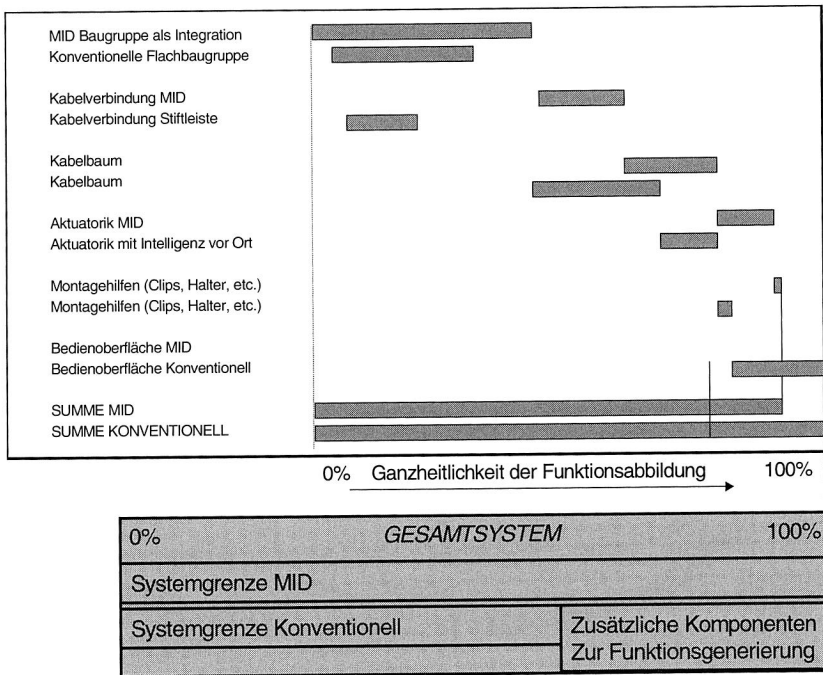 MID Baugruppe als Integration
Konventionelle Flachbaugruppe
Kabelverbindung MID
Kabelverbindung Stiftleiste
Kabelbaum
Kabelbaum
Aktuatorik MID
Aktuatorik mit Intelligenz vor Ort
Montagehilfen (Clips, Halter, etc.)
Montagehilfen (Clips, Halter, etc.)
Bedienoberfläche MID
Bedienoberfläche Konventionell
SUMME MID
SUMME KONVENTIONELL
0% Ganzheitlichkeit der Funktionsabbildung 100%
0% GESAMTSYSTEM 100%
Systemgrenze MID
Systemgrenze Konventionell
Zusätzliche Komponenten
Zur Funktionsgenerierung